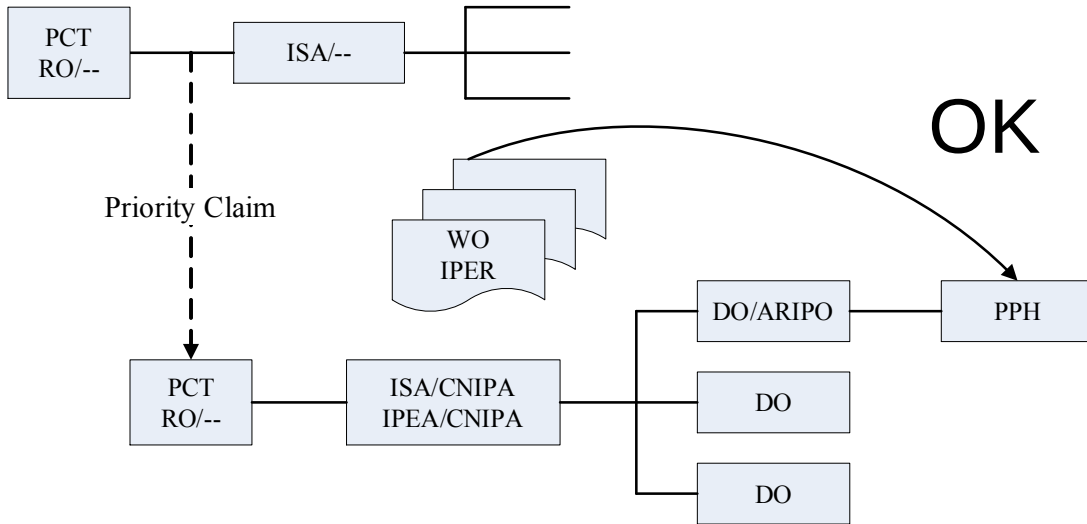 PCT
RO/--
ISA/--
OK
Priority Claim
WO
IPER
DO/ARIPO
PPH
PCT
RO/--
ISA/CNIPA
IPEA/CNIPA
DO
DO